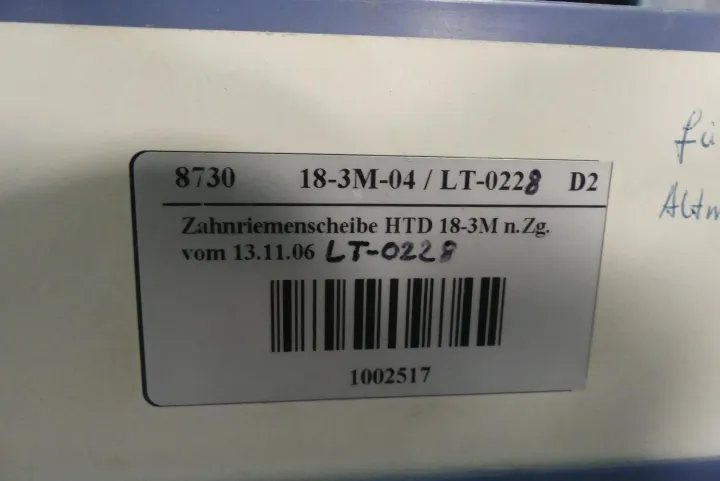 8730 18-3M-04 / LT-0228 D2
Zahnriemenscheibe HTD 18-3M n.Zg.
vom 13.11.06 LT-0228
1002517